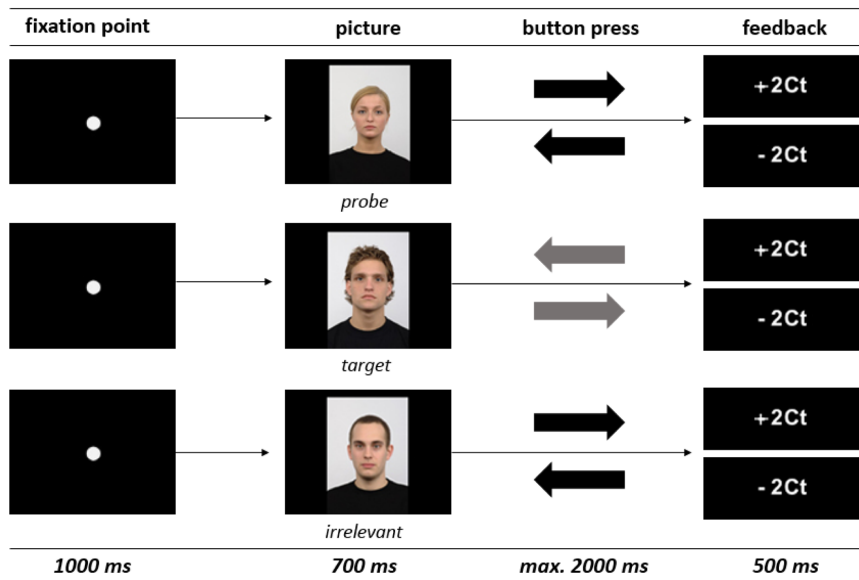 fixation point picture button press feedback
+2Ct
- 2Ct
probe
+2Ct
- 2Ct
target
+2Ct
- 2Ct
irrelevant
1000 ms 700 ms max. 2000 ms 500 ms